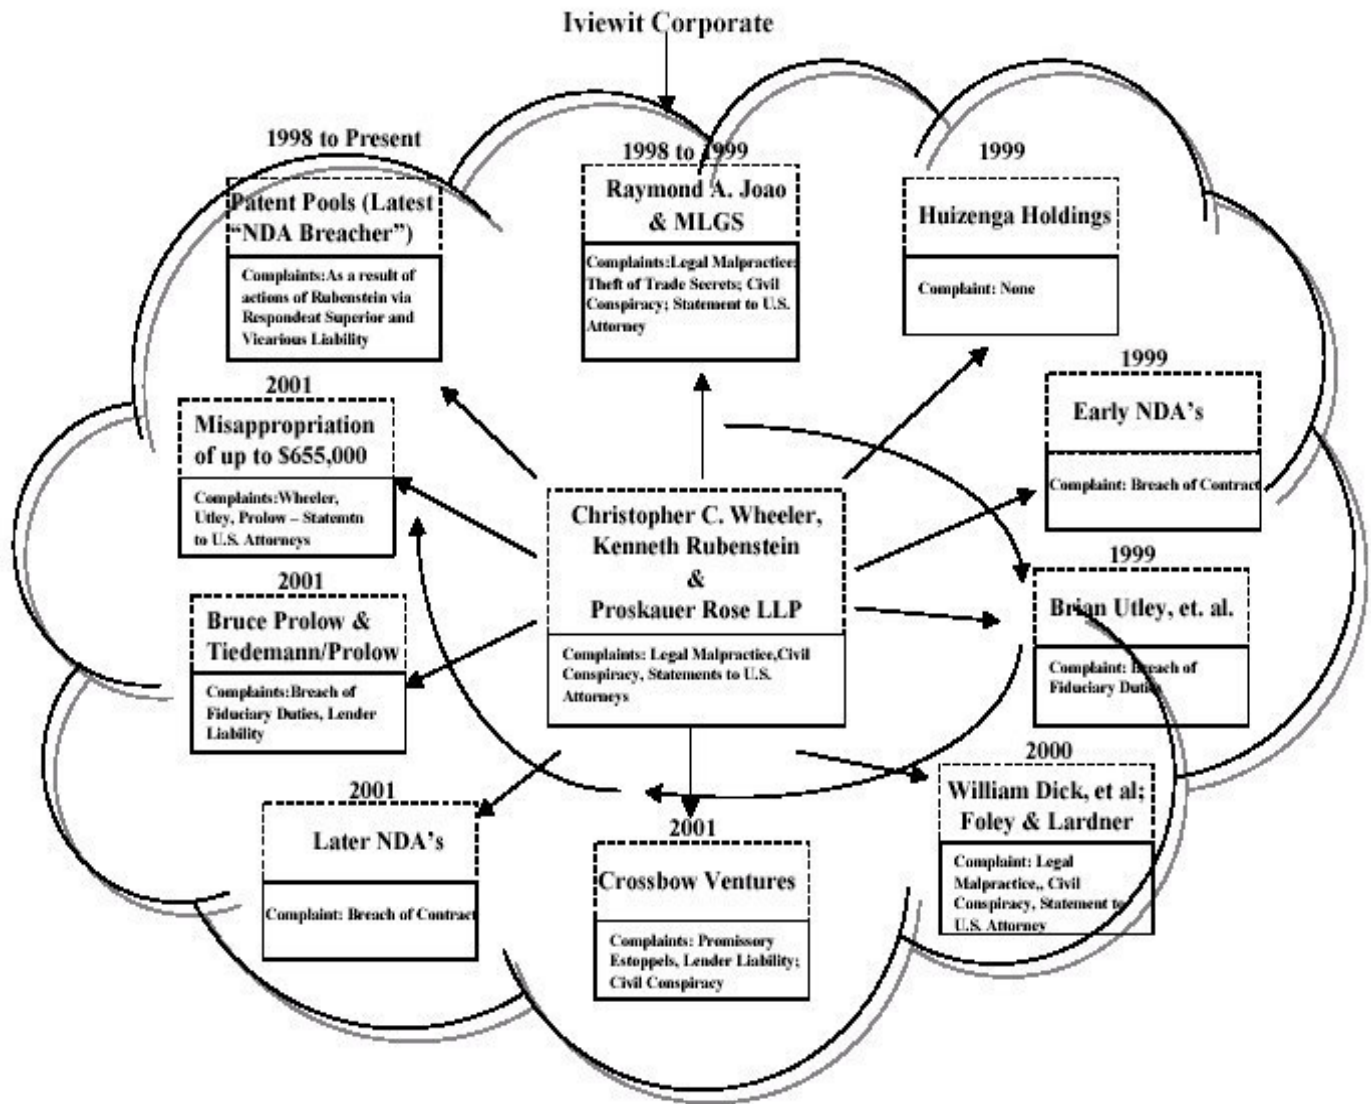 Iviewit Corporate
1998 to Present
Patent Pools (Latest
“NDA Breacher”)
Complaints:As a result of
actions of Rubenstein via
Respondeat Superior and
Vicarious Liability
1998 to 1999
Raymond A. Joao
& MLGS
Complaints:Legal Malpractice;
Theft of Trade Secrets; Civil
Conspiracy; Statement to U.S.
Attorney
1999
Huizenga Holdings
Complaint: None
1999
Early NDA’s
Complaint: Breach of Contract
2001
Misappropriation
of up to $655,000
Complaints:Wheeler,
Utley, Prolow – Statemtn
to U.S. Attorneys
Christopher C. Wheeler,
Kenneth Rubenstein
&
Proskauer Rose LLP
Complaints: Legal Malpractice,Civil
Conspiracy, Statements to U.S.
Attorneys
1999
Brian Utley, et. al.
Complaint: Breach of
Fiduciary Duties
2001
Bruce Prolow &
Tiedemann/Prolow
Complaints:Breach of
Fiduciary Duties, Lender
Liability
2000
William Dick, et al;
Foley & Lardner
Complaint: Legal
Malpractice,, Civil
Conspiracy, Statement to
U.S. Attorney
2001
Later NDA’s
Complaint: Breach of Contract
2001
Crossbow Ventures
Complaints: Promissory
Estoppels, Lender Liability;
Civil Conspiracy